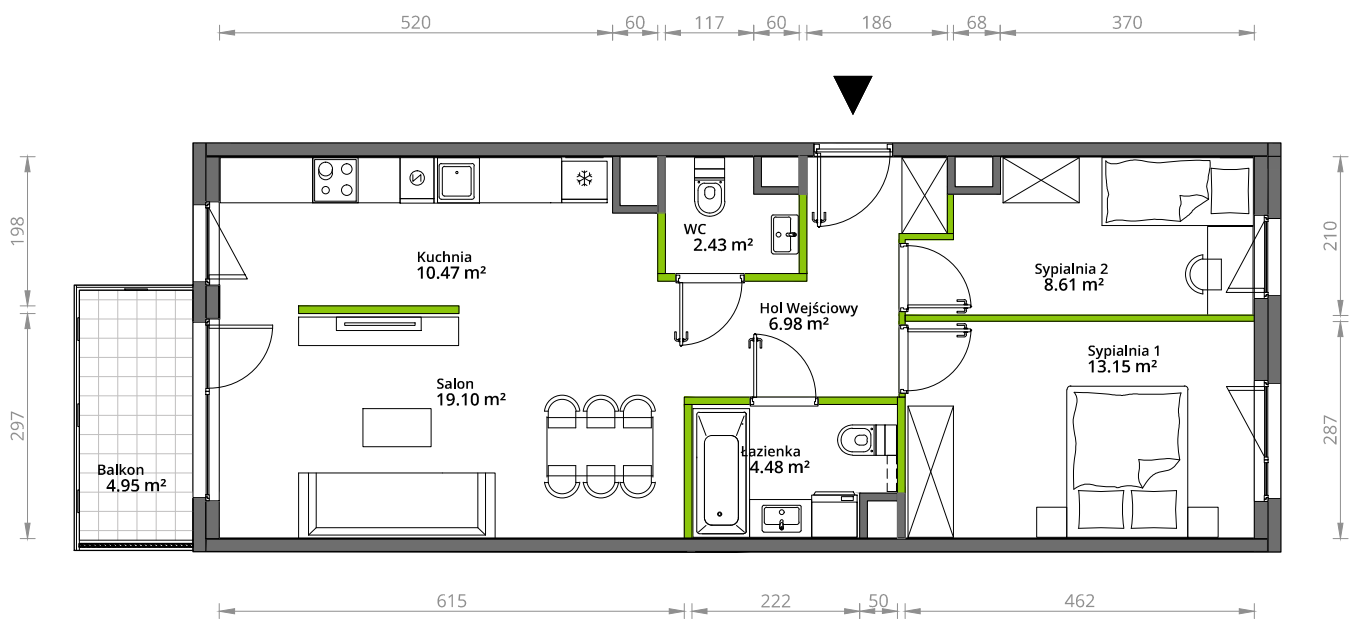 520
60
117
60
186
68
370
198
297
210
287
Kuchnia
10.47 m²
WC
2.43 m²
Hol Wejściowy
6.98 m²
Sypialnia 2
8.61 m²
Sypialnia 1
13.15 m²
Salon
19.10 m²
Łazienka
4.48 m²
Balkon
4.95 m²
615
222
50
462